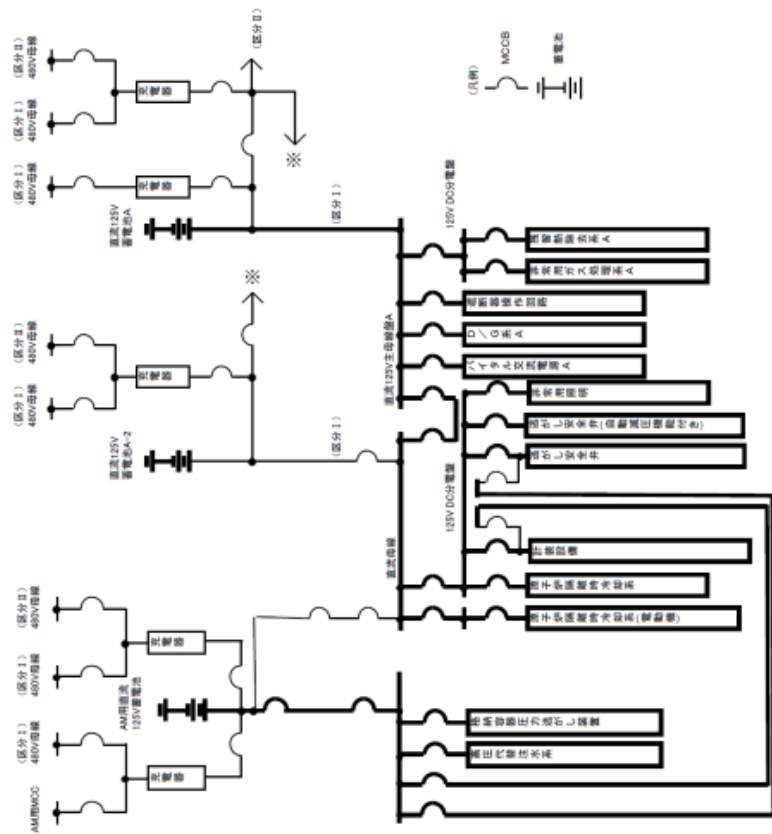 (区分Ⅱ)
480V母線
(区分Ⅰ)
480V母線
(区分Ⅰ)
480V母線
充電器
充電器
(区分Ⅱ)
※
直流125V
蓄電池A
(区分Ⅰ)
(凡例)
MCCB
蓄電池
(区分Ⅱ)
480V母線
(区分Ⅰ)
480V母線
充電器
※
直流125V
蓄電池A-2
(区分Ⅰ)
直流125V主母線盤A
125V DC分電盤
残留熱除去系A
非常用ガス処理系A
遮断器操作回路
D/G系A
バイタル交流電源A
直流母線
125V DC分電盤
非常用照明
逃がし安全弁(自動減圧機能付き)
逃がし安全弁
計装設備
原子炉隔離時冷却系
原子炉隔離時冷却系(電動機)
(区分Ⅱ)
480V母線
(区分Ⅰ)
480V母線
(区分Ⅰ)
480V母線
AM用MCC
充電器
充電器
AM用直流
125V蓄電池
格納容器圧力逃がし装置
高圧代替注水系